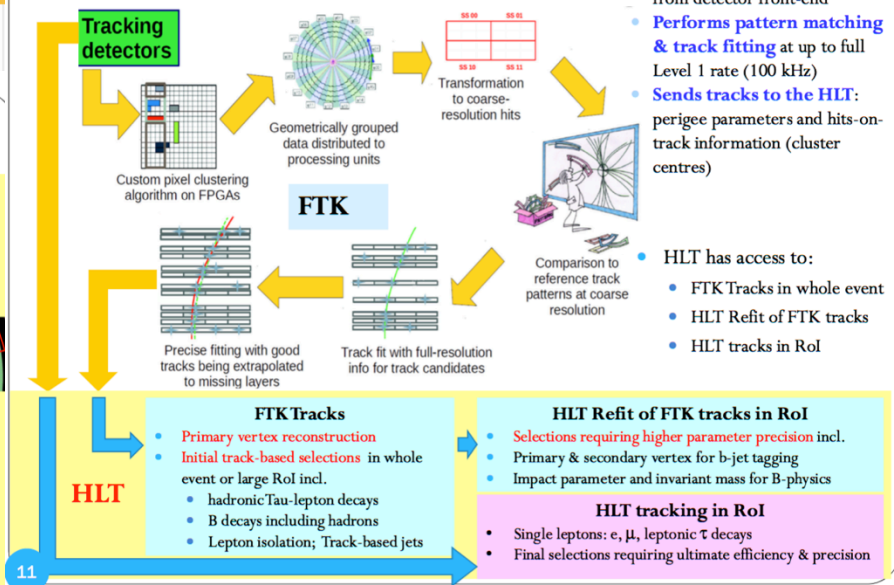 from detector front-end
Performs pattern matching
& track fitting at up to full
Level 1 rate (100 kHz)
Sends tracks to the HLT:
perigee parameters and hits-on-
track information (cluster
centres)
Tracking
detectors
SS 00 SS 01
SS 10 SS 11
Custom pixel clustering
algorithm on FPGAs
Geometrically grouped
data distributed to
processing units
Transformation
to coarse-
resolution hits
FTK
Comparison to
reference track
patterns at coarse
resolution
Track fit with full-resolution
info for track candidates
Precise fitting with good
tracks being extrapolated
to missing layers
HLT has access to:
FTK Tracks in whole event
HLT Refit of FTK tracks
HLT tracks in RoI
HLT
FTK Tracks
Primary vertex reconstruction
Initial track-based selections in whole
event or large RoI incl.
hadronic Tau-lepton decays
B decays including hadrons
Lepton isolation; Track-based jets
HLT Refit of FTK tracks in RoI
Selections requiring higher parameter precision incl.
Primary & secondary vertex for b-jet tagging
Impact parameter and invariant mass for B-physics
HLT tracking in RoI
Single leptons: e, μ, leptonic τ decays
Final selections requiring ultimate efficiency & precision
11